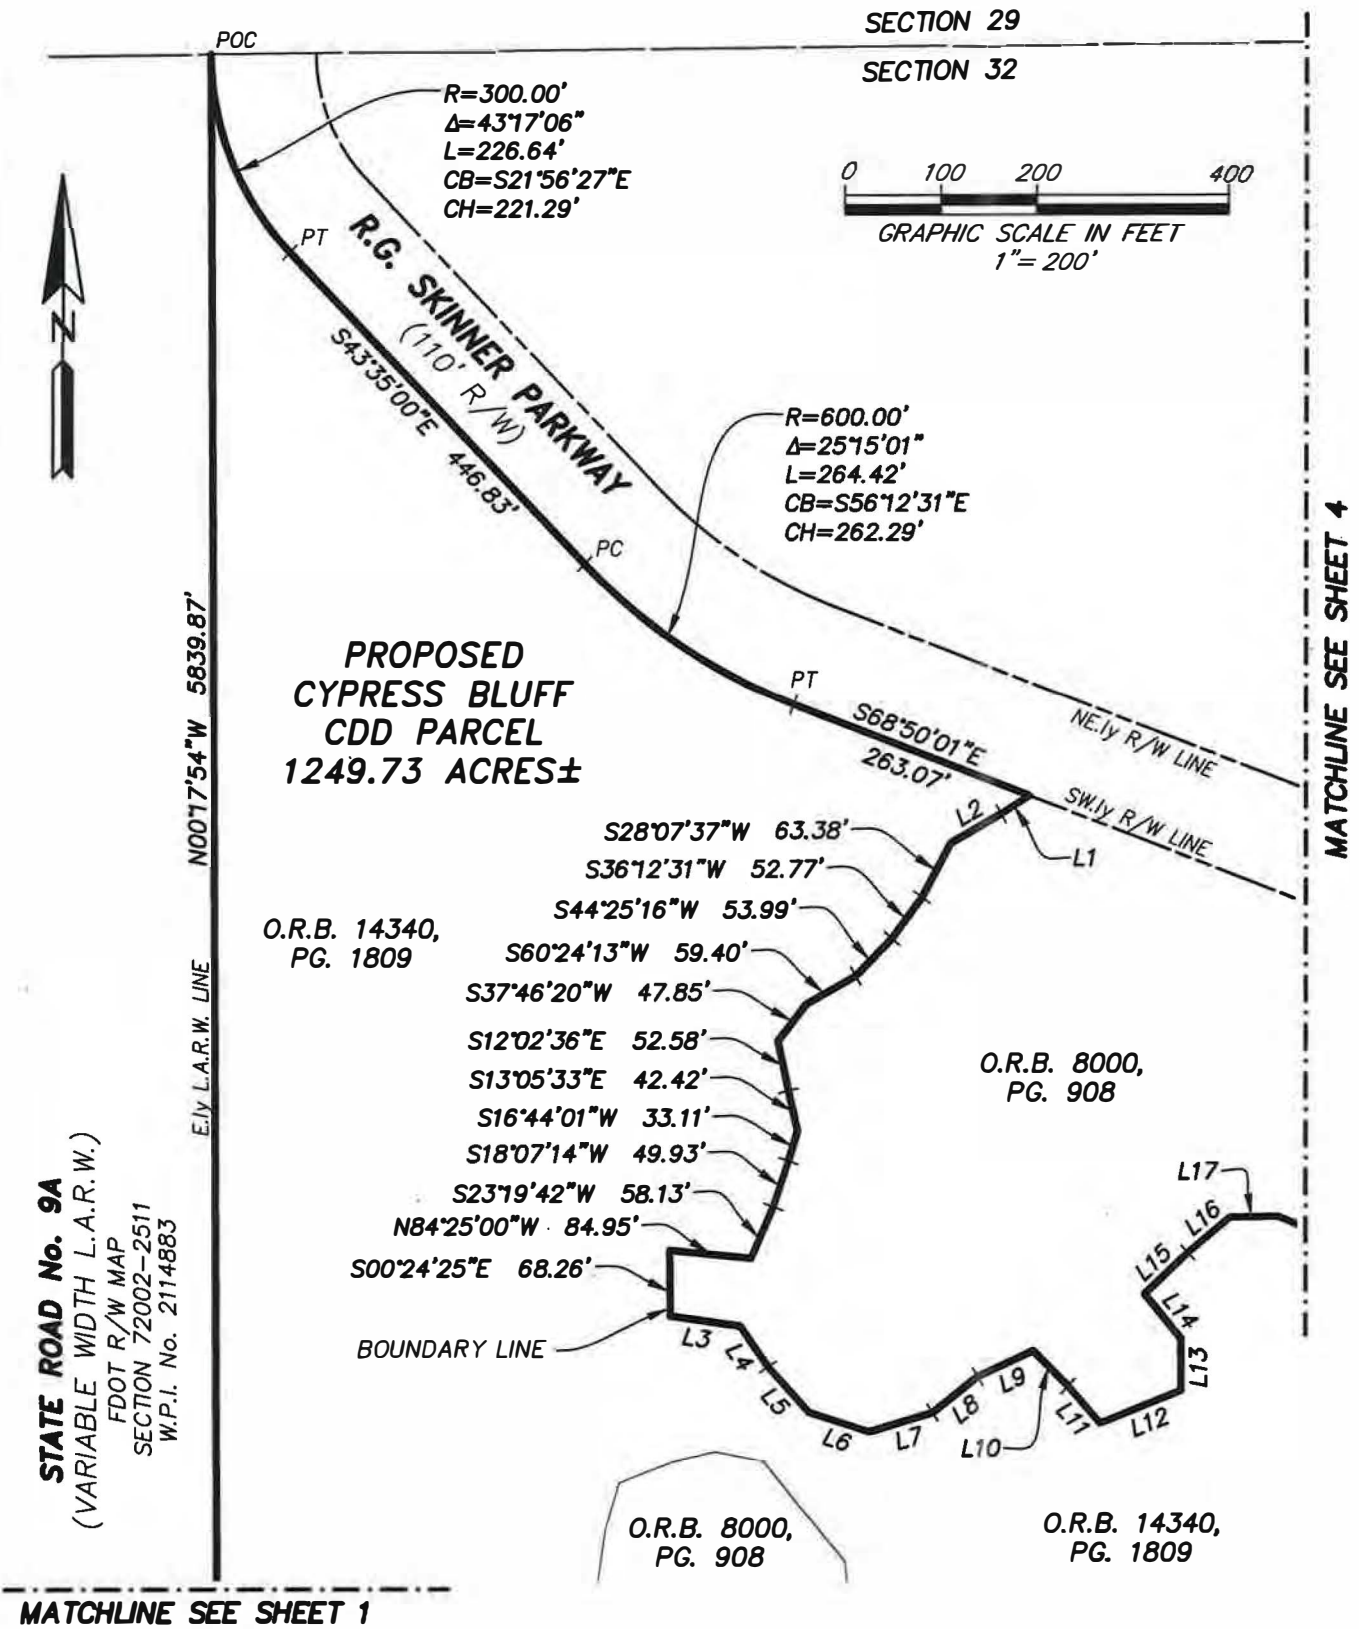 SECTION 29
POC
SECTION 32
R=300.00'
Δ=43°17'06"
L=226.64'
CB=S21°56'27"E
CH=221.29'
0 100 200 400
GRAPHIC SCALE IN FEET
1"= 200'
N
PT
R.G. SKINNER PARKWAY
(110' R/W)
S43°35'00"E 446.83'
R=600.00'
Δ=25°15'01"
L=264.42'
CB=S56°12'31"E
CH=262.29'
PC
MATCHLINE SEE SHEET 4
N00°17'54"W 5839.87'
PROPOSED
CYPRESS BLUFF
CDD PARCEL
1249.73 ACRES±
PT
S68°50'01"E
263.07'
NE.ly R/W LINE
SW.ly R/W LINE
L2
L1
S28°07'37"W 63.38'
S36°12'31"W 52.77'
S44°25'16"W 53.99'
S60°24'13"W 59.40'
S37°46'20"W 47.85'
S12°02'36"E 52.58'
S13°05'33"E 42.42'
S16°44'01"W 33.11'
S18°07'14"W 49.93'
S23°19'42"W 58.13'
N84°25'00"W 84.95'
S00°24'25"E 68.26'
BOUNDARY LINE
O.R.B. 14340,
PG. 1809
E.ly L.A.R.W. LINE
O.R.B. 8000,
PG. 908
STATE ROAD No. 9A
(VARIABLE WIDTH L.A.R.W.)
FDOT R/W MAP
SECTION 72002-2511
W.P.I. No. 2114883
L3
L4
L5
L6
L7
L8
L9
L10
L11
L12
L13
L14
L15
L16
L17
O.R.B. 8000,
PG. 908
O.R.B. 14340,
PG. 1809
MATCHLINE SEE SHEET 1